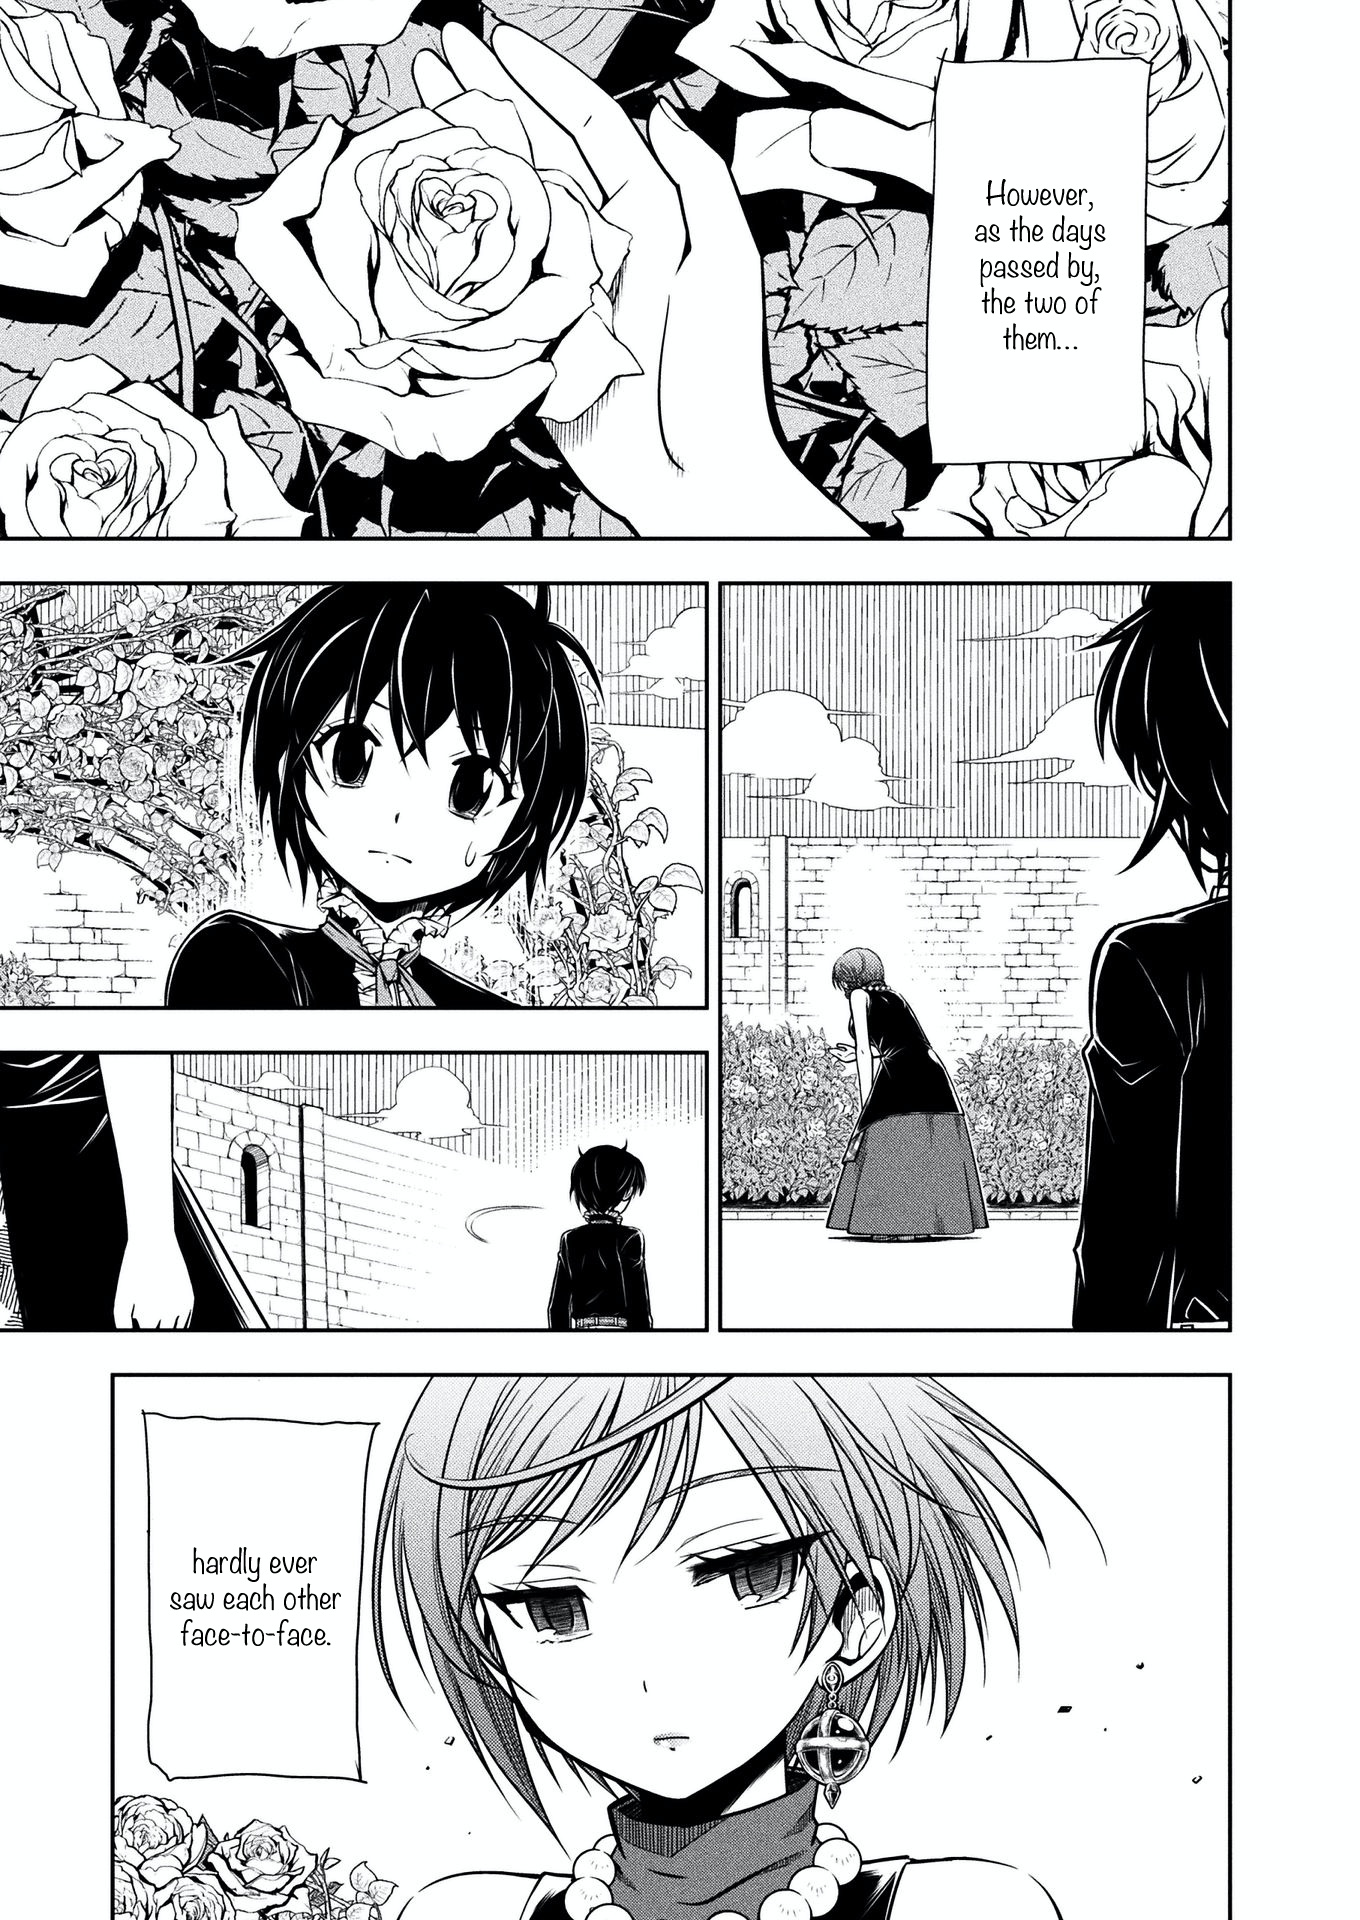 However,
as the days
passed by,
the two of
them...
hardly ever
saw each other
face-to-face.